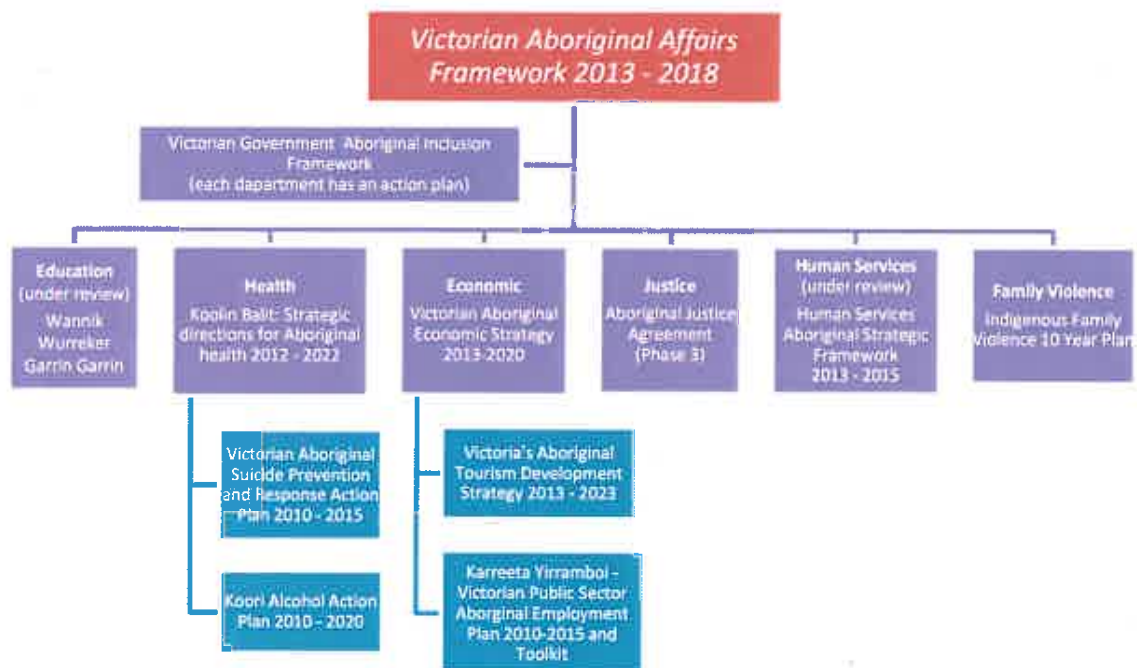 Victorian Aboriginal Affairs
Framework 2013 - 2018
Victorian Government Aboriginal Inclusion
Framework
(each dapartment has an action plan)
Education
(under review)
Wannik
Wurreker
Garrin Garrin
Health
Koolin Balit: Strategic
directions for Aboriginal
health 2012 - 2022
Economic
Victorian Aboriginal
Economic Strategy
2013-2020
Justice
Aboriginal Justice
Agreement
(Phase 3)
Human Services
(under review)
Human Services
Aboriginal Strategic
Framework
2013 - 2015
Family Violence
Indigenous Family
Violence 10 Year Plan
Victorian Aboriginal
Suicide Prevention
and Response Action
Plan 2010 - 2015
Koori Alcohol Action
Plan 2010 - 2020
Victoria's Aboriginal
Tourism Development
Strategy 2013 - 2023
Karreeta Yirramboi -
Victorian Public Sector
Aboriginal Employment
Plan 2010-2015 and
Toolkit